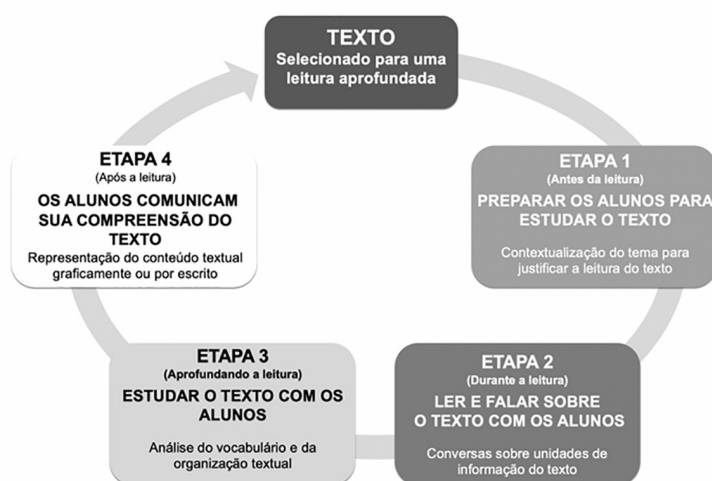 TEXTO
Selecionado para uma
leitura aprofundada
ETAPA 1
(Antes da leitura)
PREPARAR OS ALUNOS PARA
ESTUDAR O TEXTO
Contextualização do tema para
justificar a leitura do texto
ETAPA 2
(Durante a leitura)
LER E FALAR SOBRE
O TEXTO COM OS ALUNOS
Conversas sobre unidades de
informação do texto
ETAPA 3
(Aprofundando a leitura)
ESTUDAR O TEXTO COM OS
ALUNOS
Análise do vocabulário e da
organização textual
ETAPA 4
(Após a leitura)
OS ALUNOS COMUNICAM
SUA COMPREENSÃO DO
TEXTO
Representação do conteúdo textual
graficamente ou por escrito